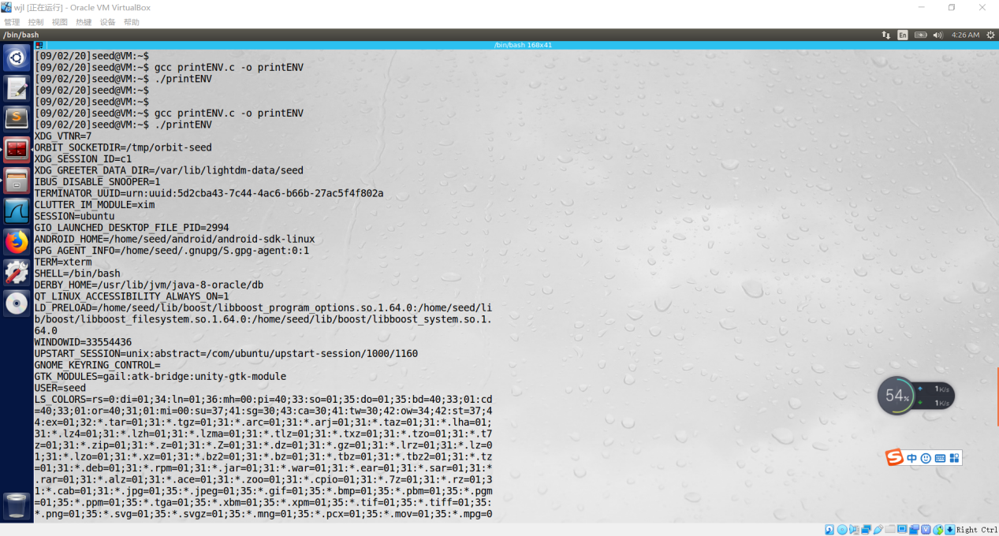 wjl [正在运行] - Oracle VM VirtualBox
管理 控制 视图 热键 设备 帮助
/bin/bash En 4:26 AM
/bin/bash 168x41
[09/02/20]seed@VM:~$
[09/02/20]seed@VM:~$ gcc printENV.c -o printENV
[09/02/20]seed@VM:~$ ./printENV
[09/02/20]seed@VM:~$
[09/02/20]seed@VM:~$
[09/02/20]seed@VM:~$ gcc printENV.c -o printENV
[09/02/20]seed@VM:~$ ./printENV
XDG_VTNR=7
ORBIT_SOCKETDIR=/tmp/orbit-seed
XDG_SESSION_ID=c1
XDG_GREETER_DATA_DIR=/var/lib/lightdm-data/seed
IBUS_DISABLE_SNOOPER=1
TERMINATOR_UUID=urn:uuid:5d2cba43-7c44-4ac6-b66b-27ac5f4f802a
CLUTTER_IM_MODULE=xim
SESSION=ubuntu
GIO_LAUNCHED_DESKTOP_FILE_PID=2994
ANDROID_HOME=/home/seed/android/android-sdk-linux
GPG_AGENT_INFO=/home/seed/.gnupg/S.gpg-agent:0:1
TERM=xterm
SHELL=/bin/bash
DERBY_HOME=/usr/lib/jvm/java-8-oracle/db
QT_LINUX_ACCESSIBILITY_ALWAYS_ON=1
LD_PRELOAD=/home/seed/lib/boost/libboost_program_options.so.1.64.0:/home/seed/li
b/boost/libboost_filesystem.so.1.64.0:/home/seed/lib/boost/libboost_system.so.1.
64.0
WINDOWID=33554436
UPSTART_SESSION=unix:abstract=/com/ubuntu/upstart-session/1000/1160
GNOME_KEYRING_CONTROL=
GTK_MODULES=gail:atk-bridge:unity-gtk-module
USER=seed
LS_COLORS=rs=0:di=01;34:ln=01;36:mh=00:pi=40;33:so=01;35:do=01;35:bd=40;33;01:cd
=40;33;01:or=40;31;01:mi=00:su=37;41:sg=30;43:ca=30;41:tw=30;42:ow=34;42:st=37;4
4:ex=01;32:*.tar=01;31:*.tgz=01;31:*.arc=01;31:*.arj=01;31:*.taz=01;31:*.lha=01;
31:*.lz4=01;31:*.lzh=01;31:*.lzma=01;31:*.tlz=01;31:*.txz=01;31:*.tzo=01;31:*.t7
z=01;31:*.zip=01;31:*.z=01;31:*.Z=01;31:*.dz=01;31:*.gz=01;31:*.lrz=01;31:*.lz=0
1;31:*.lzo=01;31:*.xz=01;31:*.bz2=01;31:*.bz=01;31:*.tbz=01;31:*.tbz2=01;31:*.tz
=01;31:*.deb=01;31:*.rpm=01;31:*.jar=01;31:*.war=01;31:*.ear=01;31:*.sar=01;31:*
.rar=01;31:*.alz=01;31:*.ace=01;31:*.zoo=01;31:*.cpio=01;31:*.7z=01;31:*.rz=01;3
1:*.cab=01;31:*.jpg=01;35:*.jpeg=01;35:*.gif=01;35:*.bmp=01;35:*.pbm=01;35:*.pgm
=01;35:*.ppm=01;35:*.tga=01;35:*.xbm=01;35:*.xpm=01;35:*.tif=01;35:*.tiff=01;35:
*.png=01;35:*.svg=01;35:*.svgz=01;35:*.mng=01;35:*.pcx=01;35:*.mov=01;35:*.mpg=0
54%
1K/s
1K/s
S 中
Right Ctrl